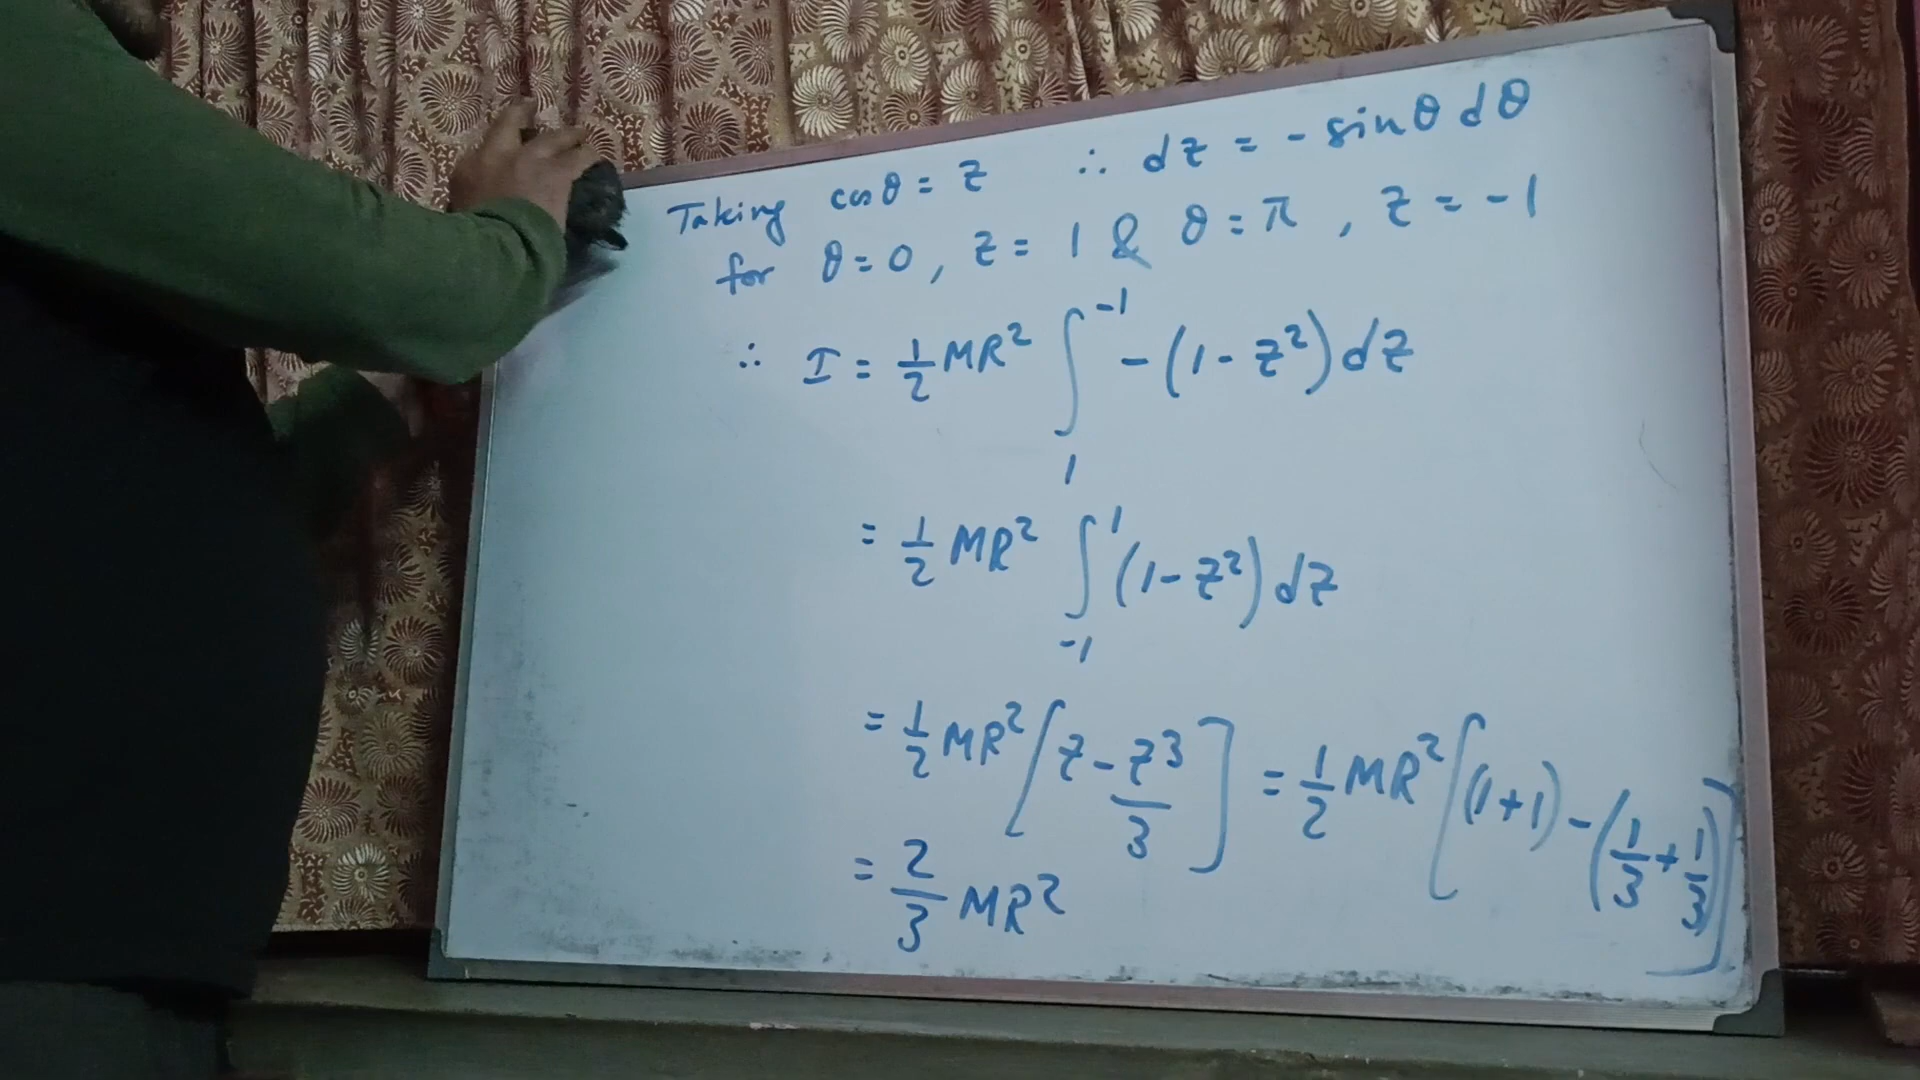 Taking cosθ = z ∴ dz = - sinθ dθ
for θ = 0, z = 1 & θ = π, z = -1
∴ I = 1/2 MR² ∫₁⁻¹ -(1 - z²) dz
= 1/2 MR² ∫₋₁¹ (1 - z²) dz
= 1/2 MR² [z - z³/3] = 1/2 MR² [(1+1) - (1/3 + 1/3)]
= 2/3 MR²